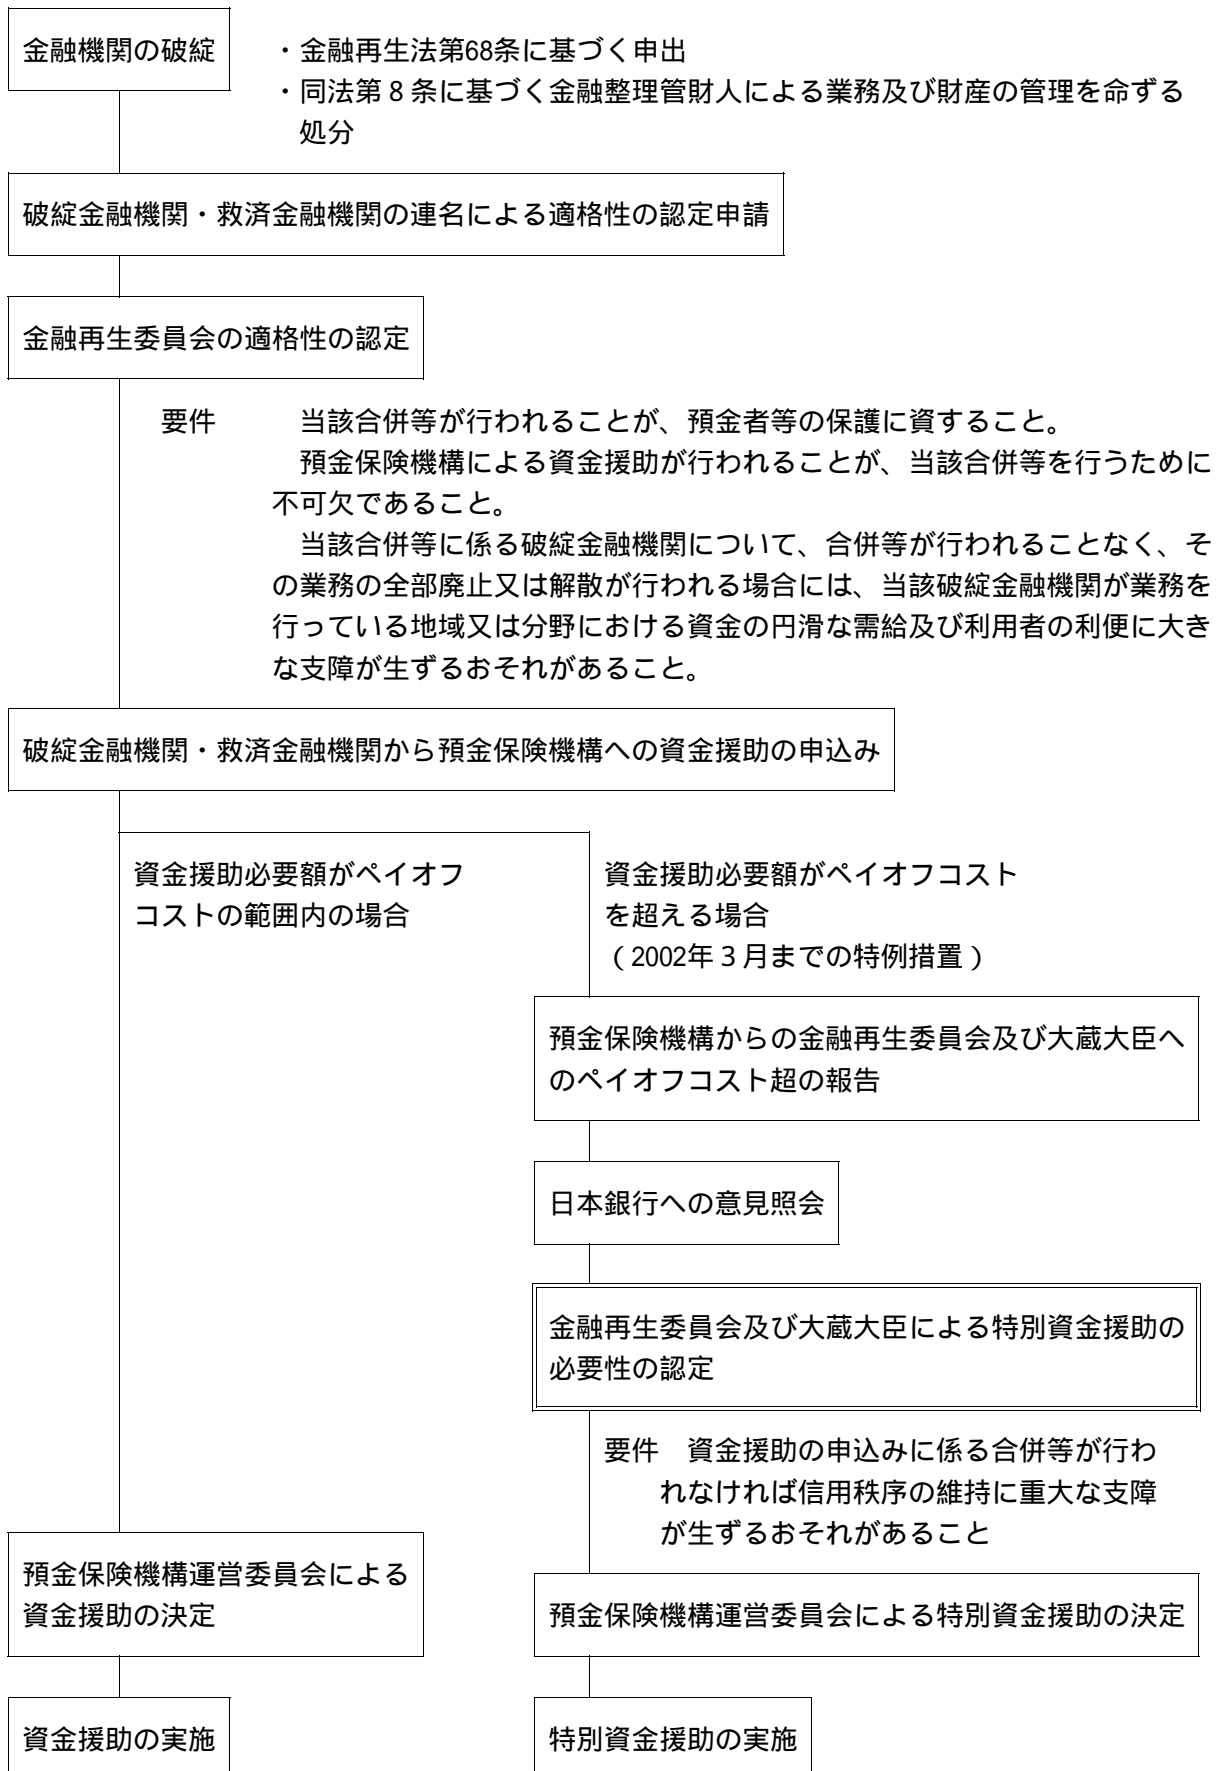 金融機関の破綻
・金融再生法第68条に基づく申出
・同法第８条に基づく金融整理管財人による業務及び財産の管理を命ずる
処分
破綻金融機関・救済金融機関の連名による適格性の認定申請
金融再生委員会の適格性の認定
要件　　　当該合併等が行われることが、預金者等の保護に資すること。
預金保険機構による資金援助が行われることが、当該合併等を行うために
不可欠であること。
当該合併等に係る破綻金融機関について、合併等が行われることなく、そ
の業務の全部廃止又は解散が行われる場合には、当該破綻金融機関が業務を
行っている地域又は分野における資金の円滑な需給及び利用者の利便に大き
な支障が生ずるおそれがあること。
破綻金融機関・救済金融機関から預金保険機構への資金援助の申込み
資金援助必要額がペイオフ
コストの範囲内の場合
資金援助必要額がペイオフコスト
を超える場合
（2002年３月までの特例措置）
預金保険機構からの金融再生委員会及び大蔵大臣へ
のペイオフコスト超の報告
日本銀行への意見照会
金融再生委員会及び大蔵大臣による特別資金援助の
必要性の認定
要件　資金援助の申込みに係る合併等が行わ
れなければ信用秩序の維持に重大な支障
が生ずるおそれがあること
預金保険機構運営委員会による
資金援助の決定
預金保険機構運営委員会による特別資金援助の決定
資金援助の実施
特別資金援助の実施